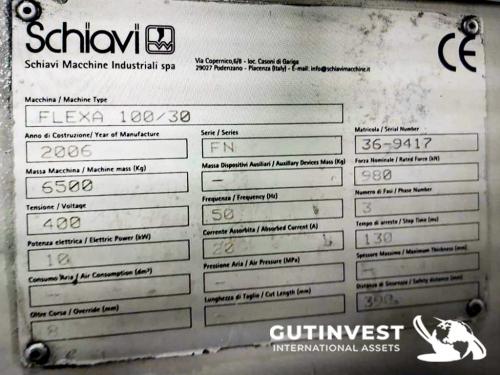 Schiavi
Schiavi Macchine Industriali spa
Via Copernico,6/8 - loc. Casoni di Gariga
29027 Podenzano - Piacenza (Italy) - E-mail: info@schiavimacchine.it
CE
Macchina / Machine Type
FLEXA 100/30
Anno di Costruzione/ Year of Manufacture
2006
Serie / Series
FN
Matricola / Serial Number
36-9417
Massa Macchina / Machine mass (Kg)
6500
Massa Dispositivi Ausiliari / Auxillary Devices Mass (Kg)
-
Forza Nominale / Rated Force (kN)
980
Tensione / Voltage
400
Frequenza / Frequency (Hz)
50
Numero di Fasi / Phase Number
3
Potenza elettrica / Elettric Power (kW)
10
Corrente Assorbita / Absorbed Current (A)
20
Tempo di arresto / Stop Time (ms)
130
Consumo Aria / Air Consumption (dm³)
-
Pressione Aria / Air Pressure (MPa)
-
Spessore Massimo / Maximum Thickness (mm)
-
Oltre Corsa / Override (mm)
8
Lunghezza di Taglio / Cut Length (mm)
-
Distanza di Sicurezza / Safety distance (mm)
GUTINVEST
INTERNATIONAL ASSETS